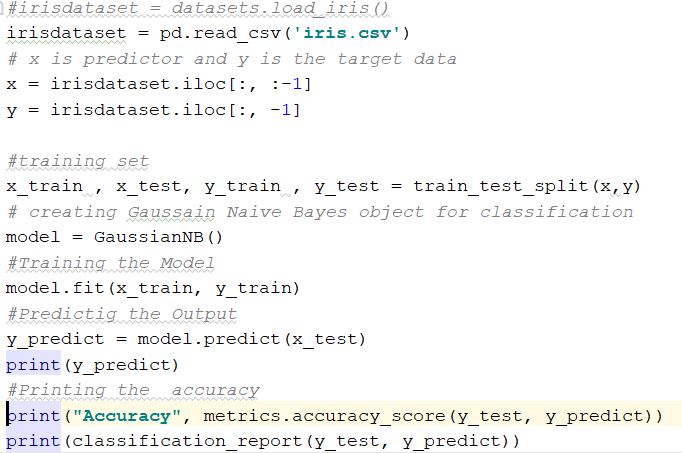 #irisdataset = datasets.load_iris()
irisdataset = pd.read_csv('iris.csv')
# x is predictor and y is the target data
x = irisdataset.iloc[:, :-1]
y = irisdataset.iloc[:, -1]
#training set
x_train , x_test, y_train , y_test = train_test_split(x,y)
# creating Gaussain Naive Bayes object for classification
model = GaussianNB()
#Training the Model
model.fit(x_train, y_train)
#Predictig the Output
y_predict = model.predict(x_test)
print(y_predict)
#Printing the  accuracy
print("Accuracy", metrics.accuracy_score(y_test, y_predict))
print(classification_report(y_test, y_predict))